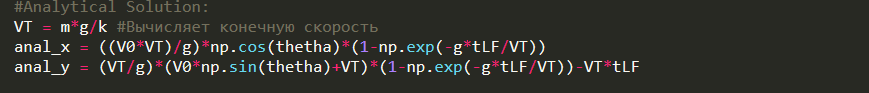 #Analytical Solution:
VT = m*g/k #Вычисляет конечную скорость
anal_x = ((V0*VT)/g)*np.cos(thetha)*(1-np.exp(-g*tLF/VT))
anal_y = (VT/g)*(V0*np.sin(thetha)+VT)*(1-np.exp(-g*tLF/VT))-VT*tLF